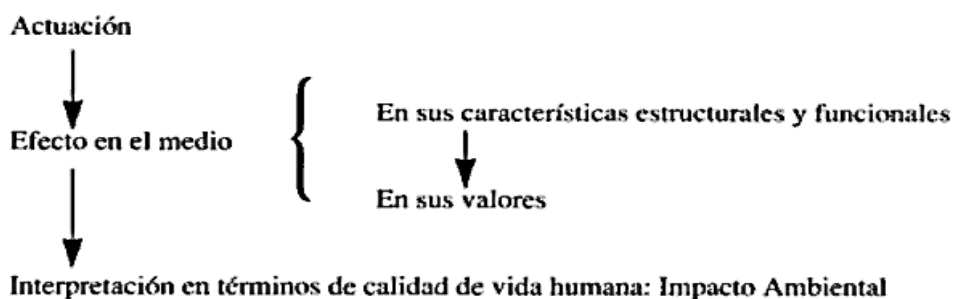 Actuación
En sus características estructurales y funcionales
Efecto en el medio
En sus valores
Interpretación en términos de calidad de vida humana: Impacto Ambiental